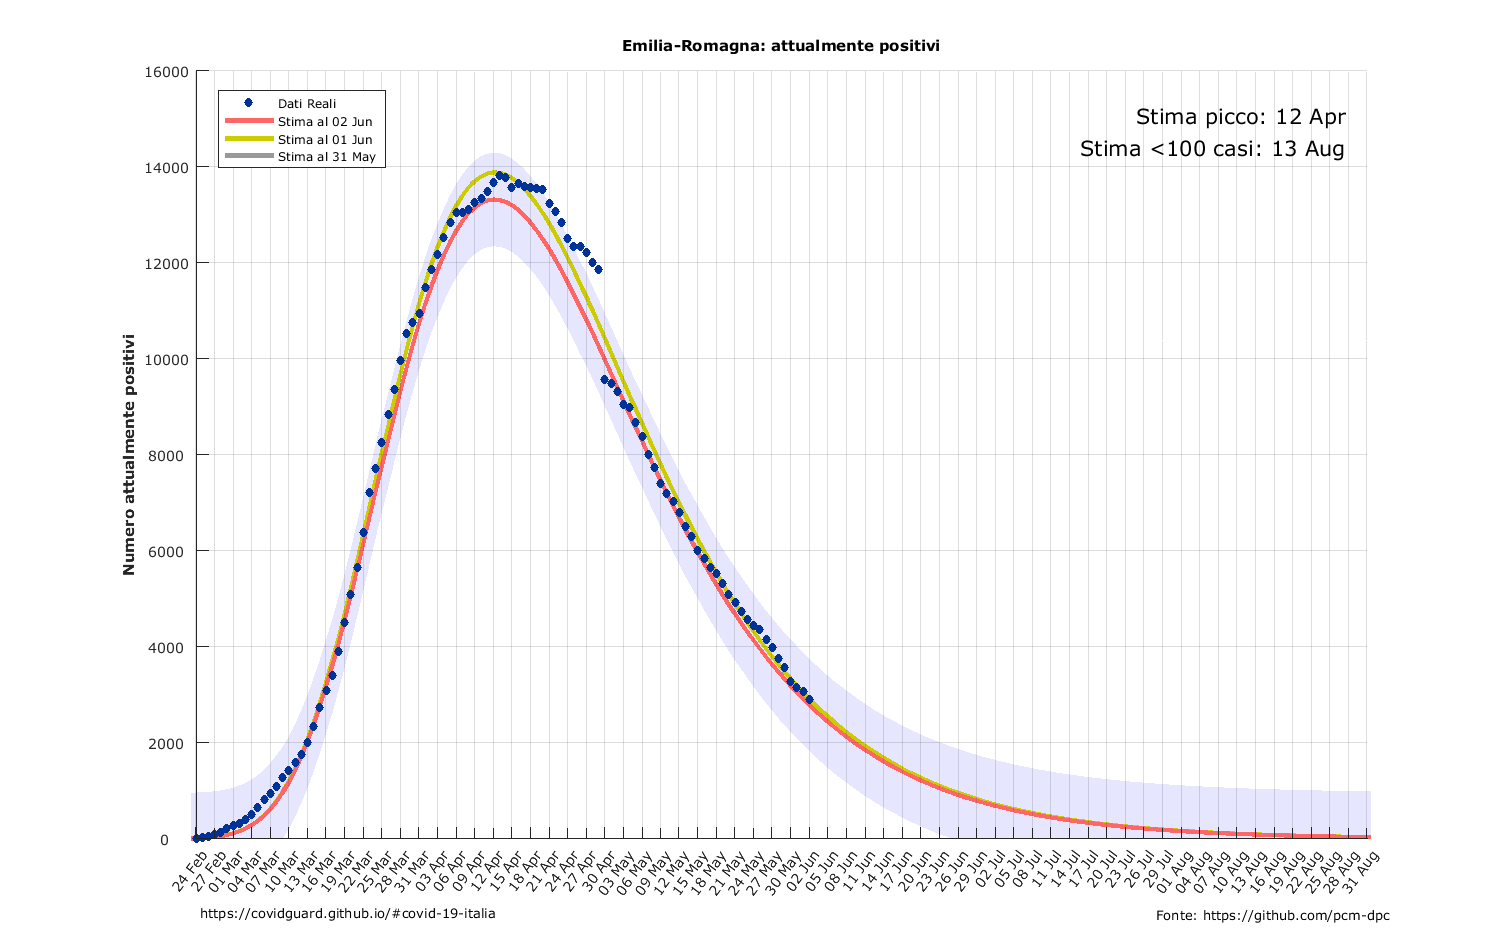 Emilia-Romagna: attualmente positivi
16000
14000
12000
10000
8000
6000
4000
2000
0
Numero attualmente positivi
Dati Reali
Stima al 02 Jun
Stima al 01 Jun
Stima al 31 May
Stima picco: 12 Apr
Stima <100 casi: 13 Aug
24 Feb
27 Feb
01 Mar
04 Mar
07 Mar
10 Mar
13 Mar
16 Mar
19 Mar
22 Mar
25 Mar
28 Mar
31 Mar
03 Apr
06 Apr
09 Apr
12 Apr
15 Apr
18 Apr
21 Apr
24 Apr
27 Apr
30 Apr
03 May
06 May
09 May
12 May
15 May
18 May
21 May
24 May
27 May
30 May
02 Jun
05 Jun
08 Jun
11 Jun
14 Jun
17 Jun
20 Jun
23 Jun
26 Jun
29 Jun
02 Jul
05 Jul
08 Jul
11 Jul
14 Jul
17 Jul
20 Jul
23 Jul
26 Jul
29 Jul
01 Aug
04 Aug
07 Aug
10 Aug
13 Aug
16 Aug
19 Aug
22 Aug
25 Aug
28 Aug
31 Aug
https://covidguard.github.io/#covid-19-italia
Fonte: https://github.com/pcm-dpc